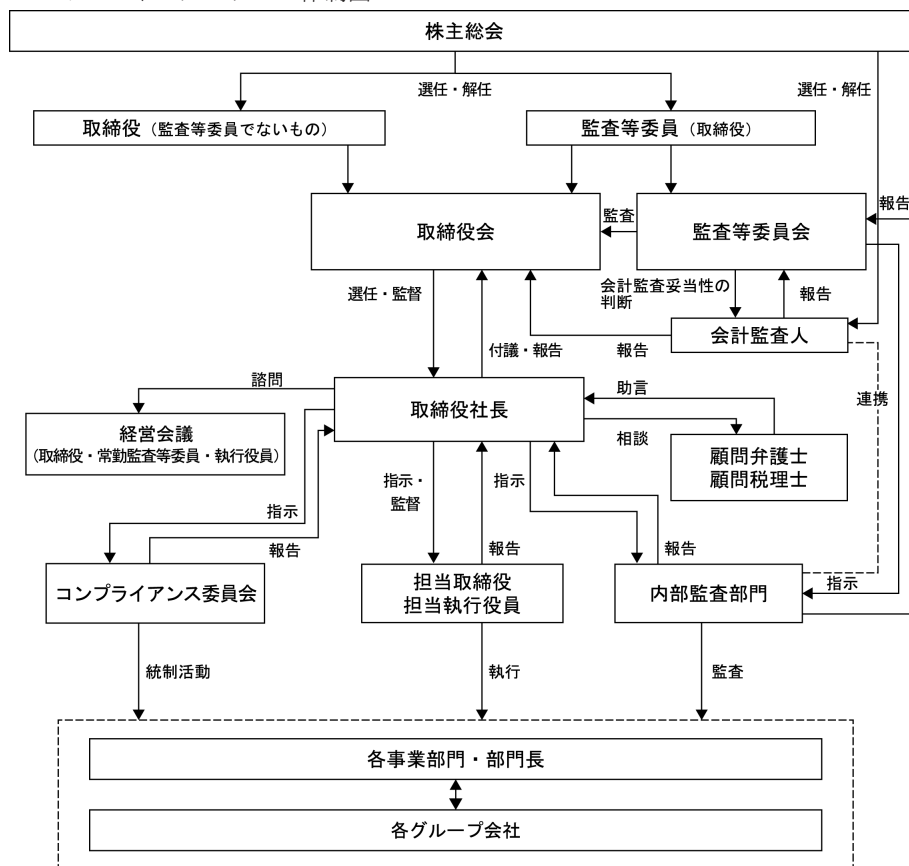 株主総会
選任・解任
選任・解任
選任・解任
取締役（監査等委員でないもの）
監査等委員（取締役）
取締役会
監査
監査等委員会
報告
選任・監督
付議・報告
報告
会計監査妥当性の
判断
報告
会計監査人
諮問
取締役社長
助言
相談
連携
経営会議
(取締役・常勤監査等委員・執行役員)
顧問弁護士
顧問税理士
指示
報告
指示・
監督
報告
指示
報告
指示
コンプライアンス委員会
担当取締役
担当執行役員
内部監査部門
統制活動
執行
監査
各事業部門・部門長
各グループ会社